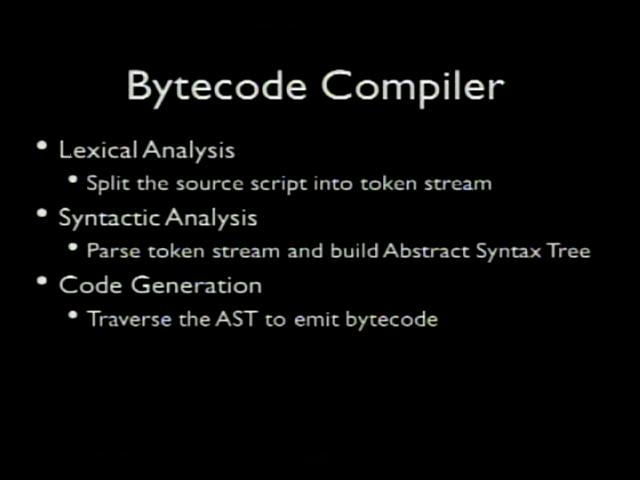 Bytecode Compiler
• Lexical Analysis
• Split the source script into token stream
• Syntactic Analysis
• Parse token stream and build Abstract Syntax Tree
• Code Generation
• Traverse the AST to emit bytecode